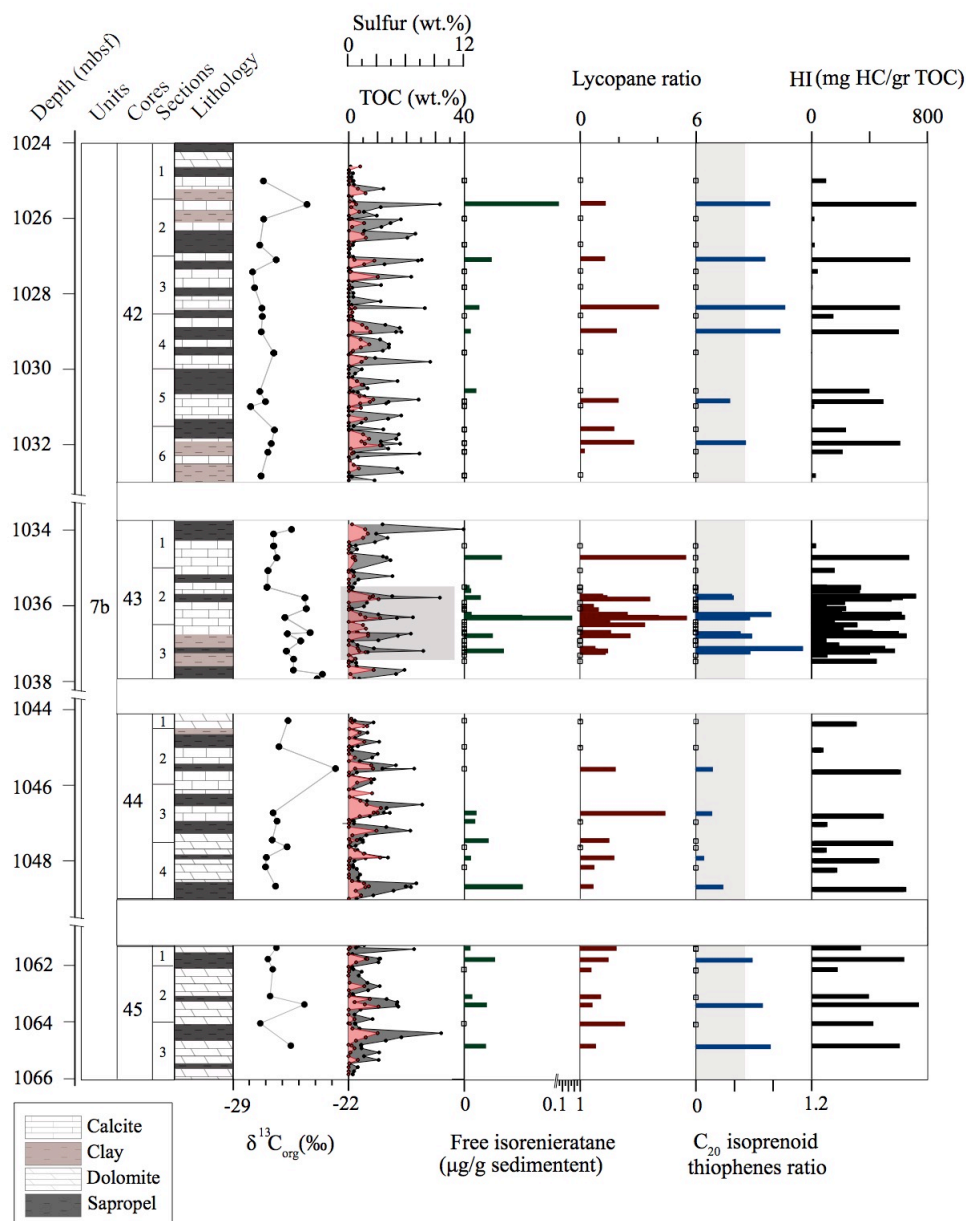 Sulfur (wt.%)
0 12
Depth (mbsf)
Units
Cores
Sections
Lithology
TOC (wt.%)
0 40
Lycopane ratio
0 6
HI (mg HC/gr TOC)
0 800
1024
1026
1028
1030
1032
1034
1036
1038
1044
1046
1048
1062
1064
1066
7b
42
1
2
3
4
5
6
43
1
2
3
44
1
2
3
4
45
1
2
3
-29 -22
δ13Corg(‰)
0 0.1 1
Free isorenieratane
(µg/g sedimentent)
0 1.2
C20 isoprenoid
thiophenes ratio
Calcite
Clay
Dolomite
Sapropel